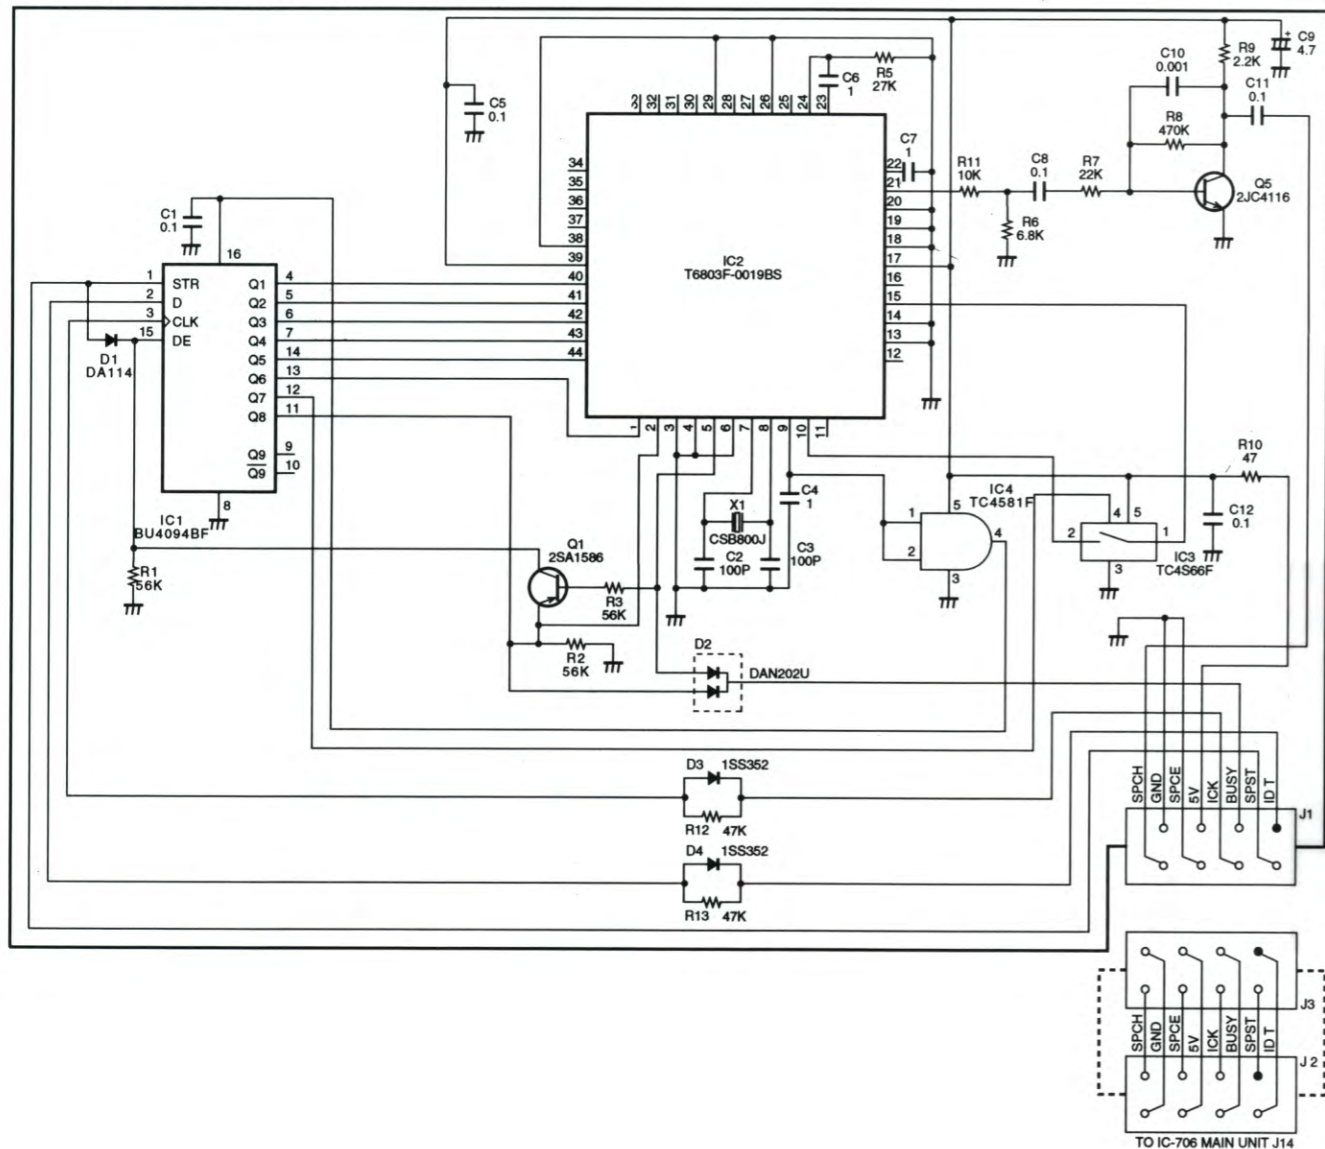 C9
4.7
C10
0.001
R9
2.2K
C11
0.1
R8
470K
C6
1
R5
27K
C5
0.1
32
31
30
29
28
27
26
25
24
23
C7
1
34
35
36
37
38
39
40
41
42
43
44
22
21
20
19
18
17
16
15
14
13
12
IC2
T6803F-0019BS
R11
10K
C8
0.1
R7
22K
R6
6.8K
Q5
2JC4116
C1
0.1
16
1
2
3
15
STR
D
CLK
DE
Q1
Q2
Q3
Q4
Q5
Q6
Q7
Q8
Q9
Q9
4
5
6
7
14
13
12
11
9
10
8
D1
DA114
IC1
BU4094BF
R1
56K
1
2
3
4
5
6
7
8
9
10
11
Q1
2SA1586
R3
56K
R2
56K
X1
CSB800J
C2
100P
C3
100P
C4
1
IC4
TC4581F
1
2
5
4
3
R10
47
C12
0.1
4
5
2
1
3
IC3
TC4S66F
D2
DAN202U
D3
1SS352
R12
47K
D4
1SS352
R13
47K
SPCH
GND
SPCE
5V
ICK
BUSY
SPST
IDT
J1
J3
SPCH
GND
SPCE
5V
ICK
BUSY
SPST
IDT
J2
TO IC-706 MAIN UNIT J14